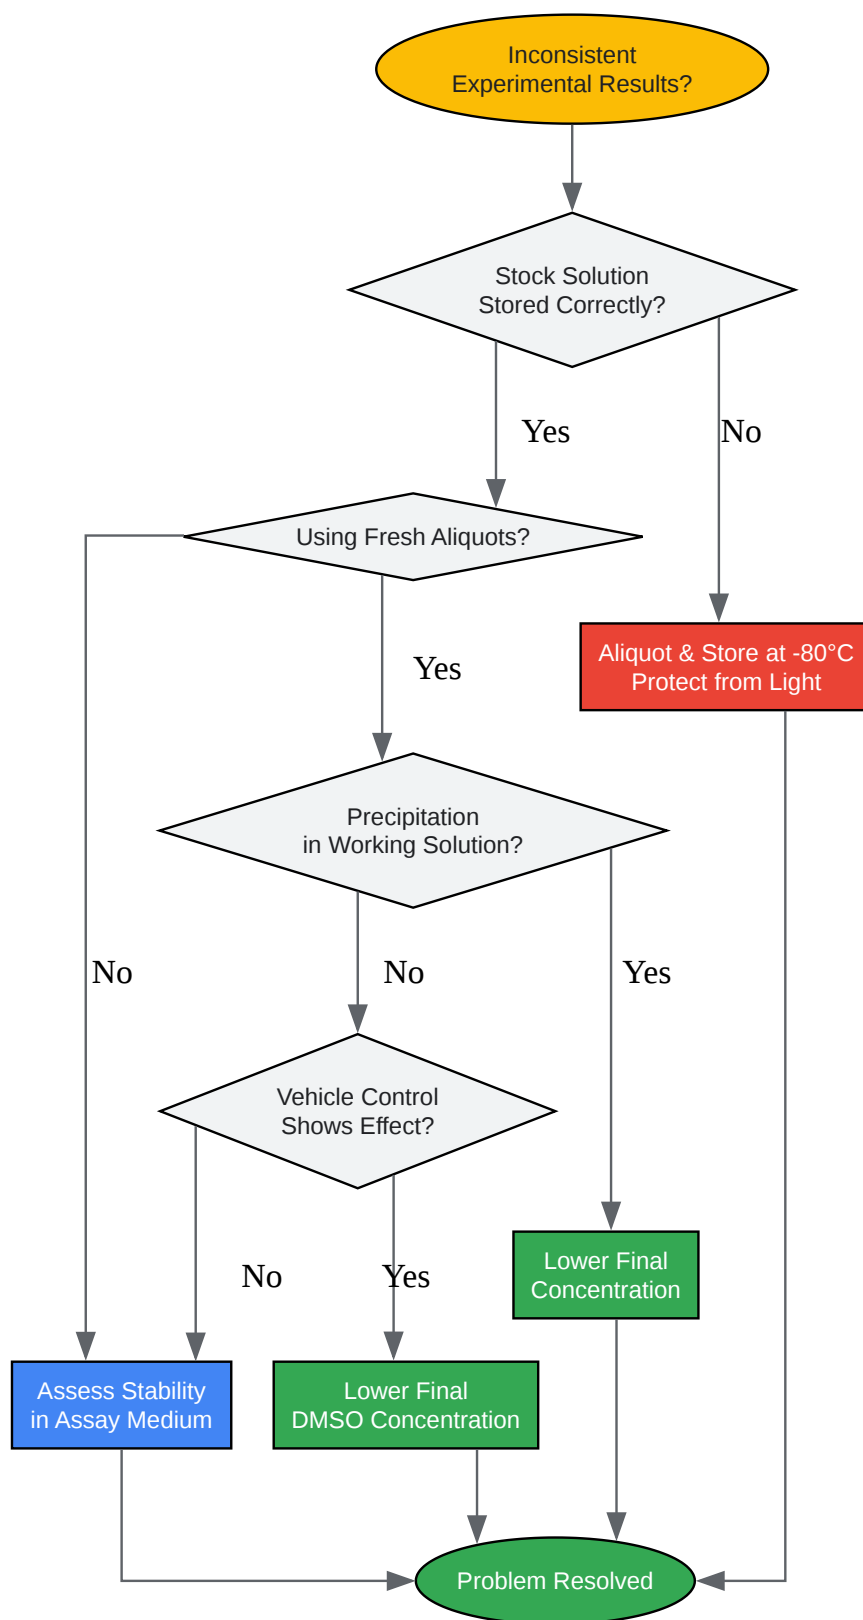 Inconsistent
Experimental Results?
Stock Solution
Stored Correctly?
Yes
No
Using Fresh Aliquots?
Aliquot & Store at -80°C
Protect from Light
Yes
Precipitation
in Working Solution?
No
No
Yes
Vehicle Control
Shows Effect?
No
Yes
Lower Final
Concentration
Assess Stability
in Assay Medium
Lower Final
DMSO Concentration
Problem Resolved